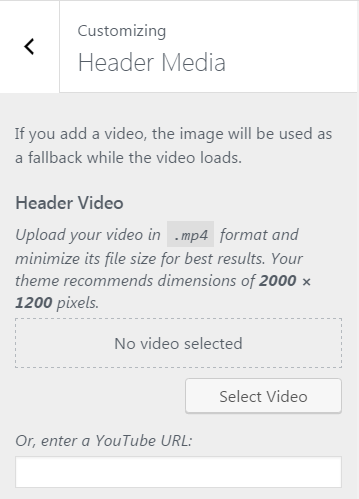 Customizing
Header Media
If you add a video, the image will be used as
a fallback while the video loads.
Header Video
Upload your video in .mp4 format and
minimize its file size for best results. Your
theme recommends dimensions of 2000 ×
1200 pixels.
No video selected
Select Video
Or, enter a YouTube URL: